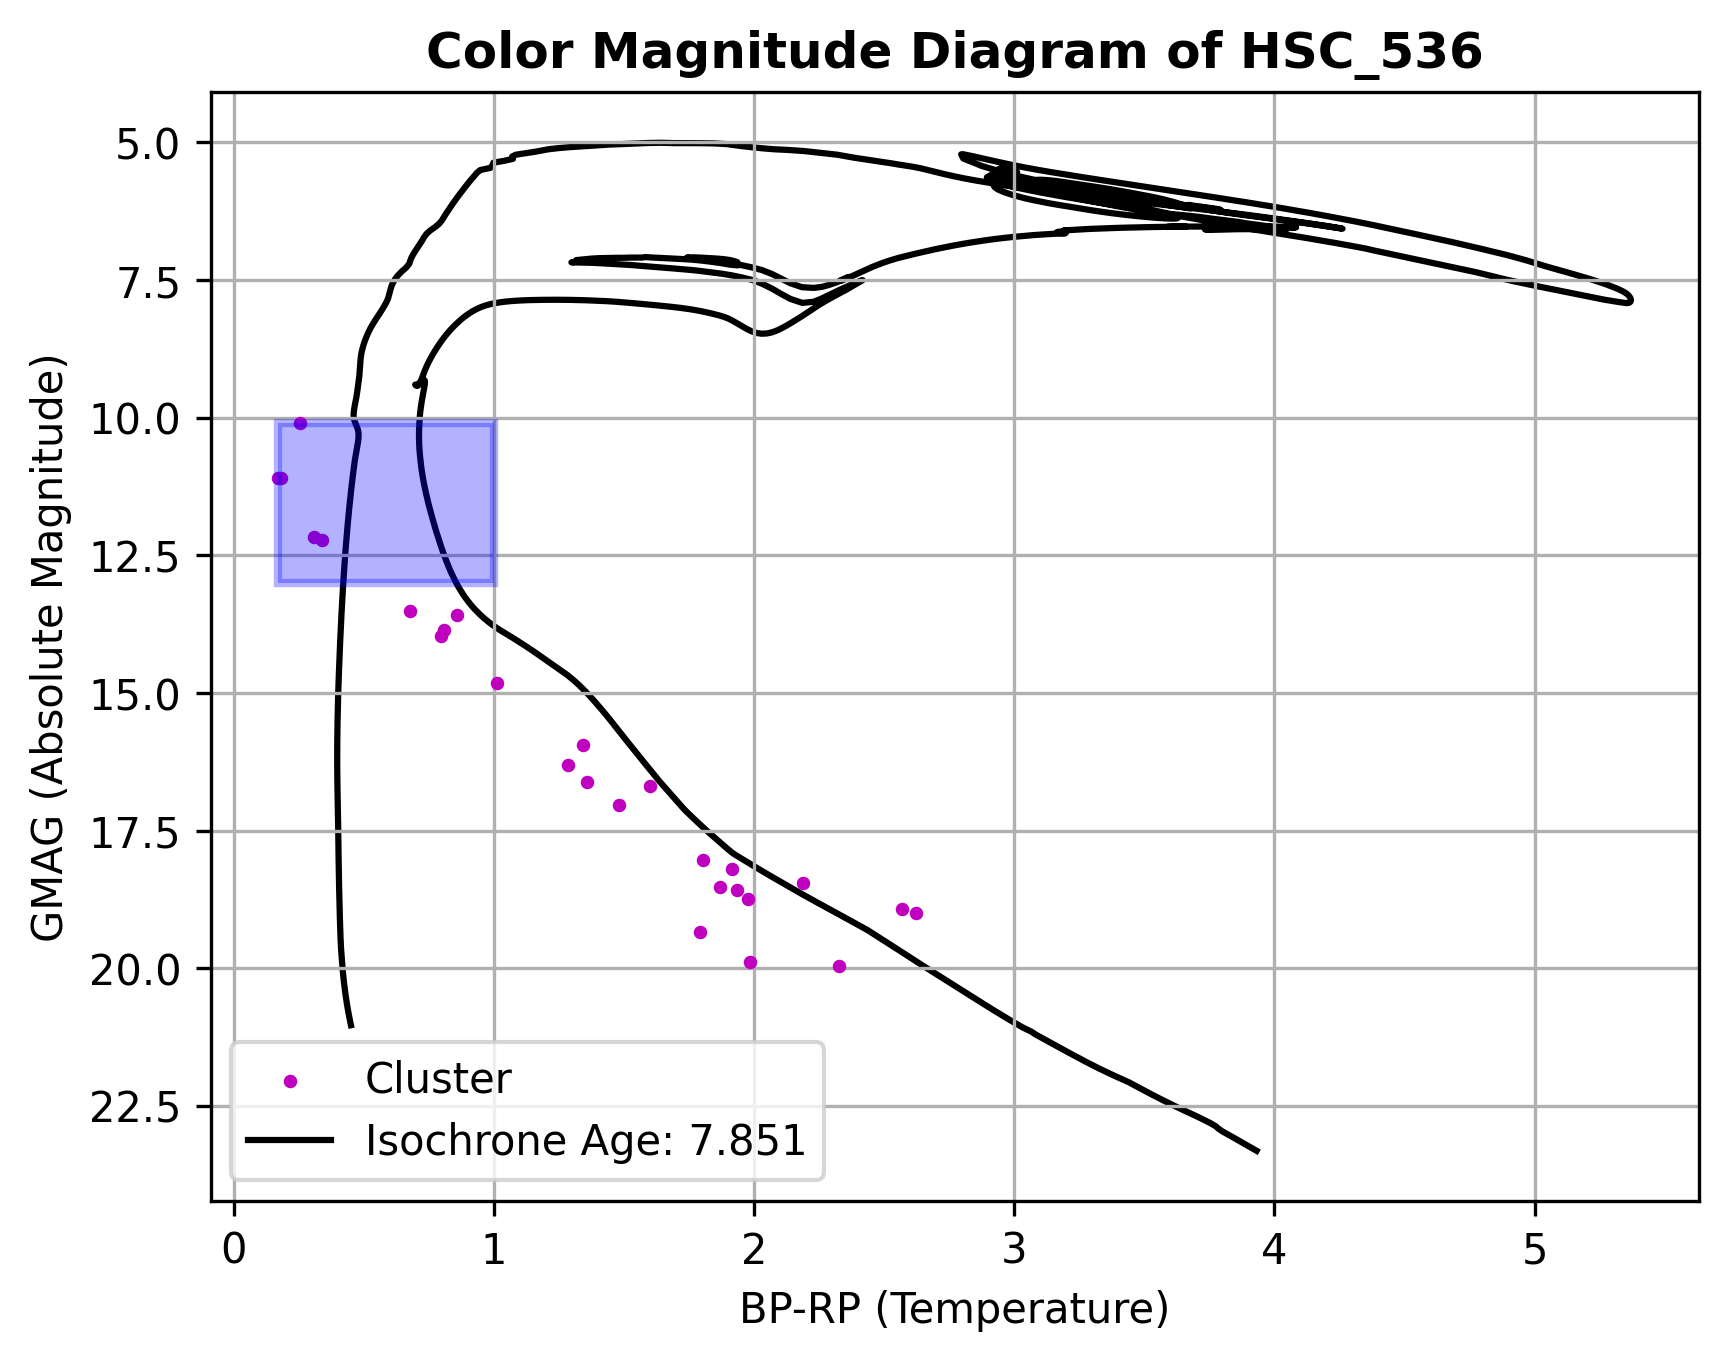 Color Magnitude Diagram of HSC_536
GMAG (Absolute Magnitude)
5.0
7.5
10.0
12.5
15.0
17.5
20.0
22.5
Cluster
Isochrone Age: 7.851
0 1 2 3 4 5
BP-RP (Temperature)